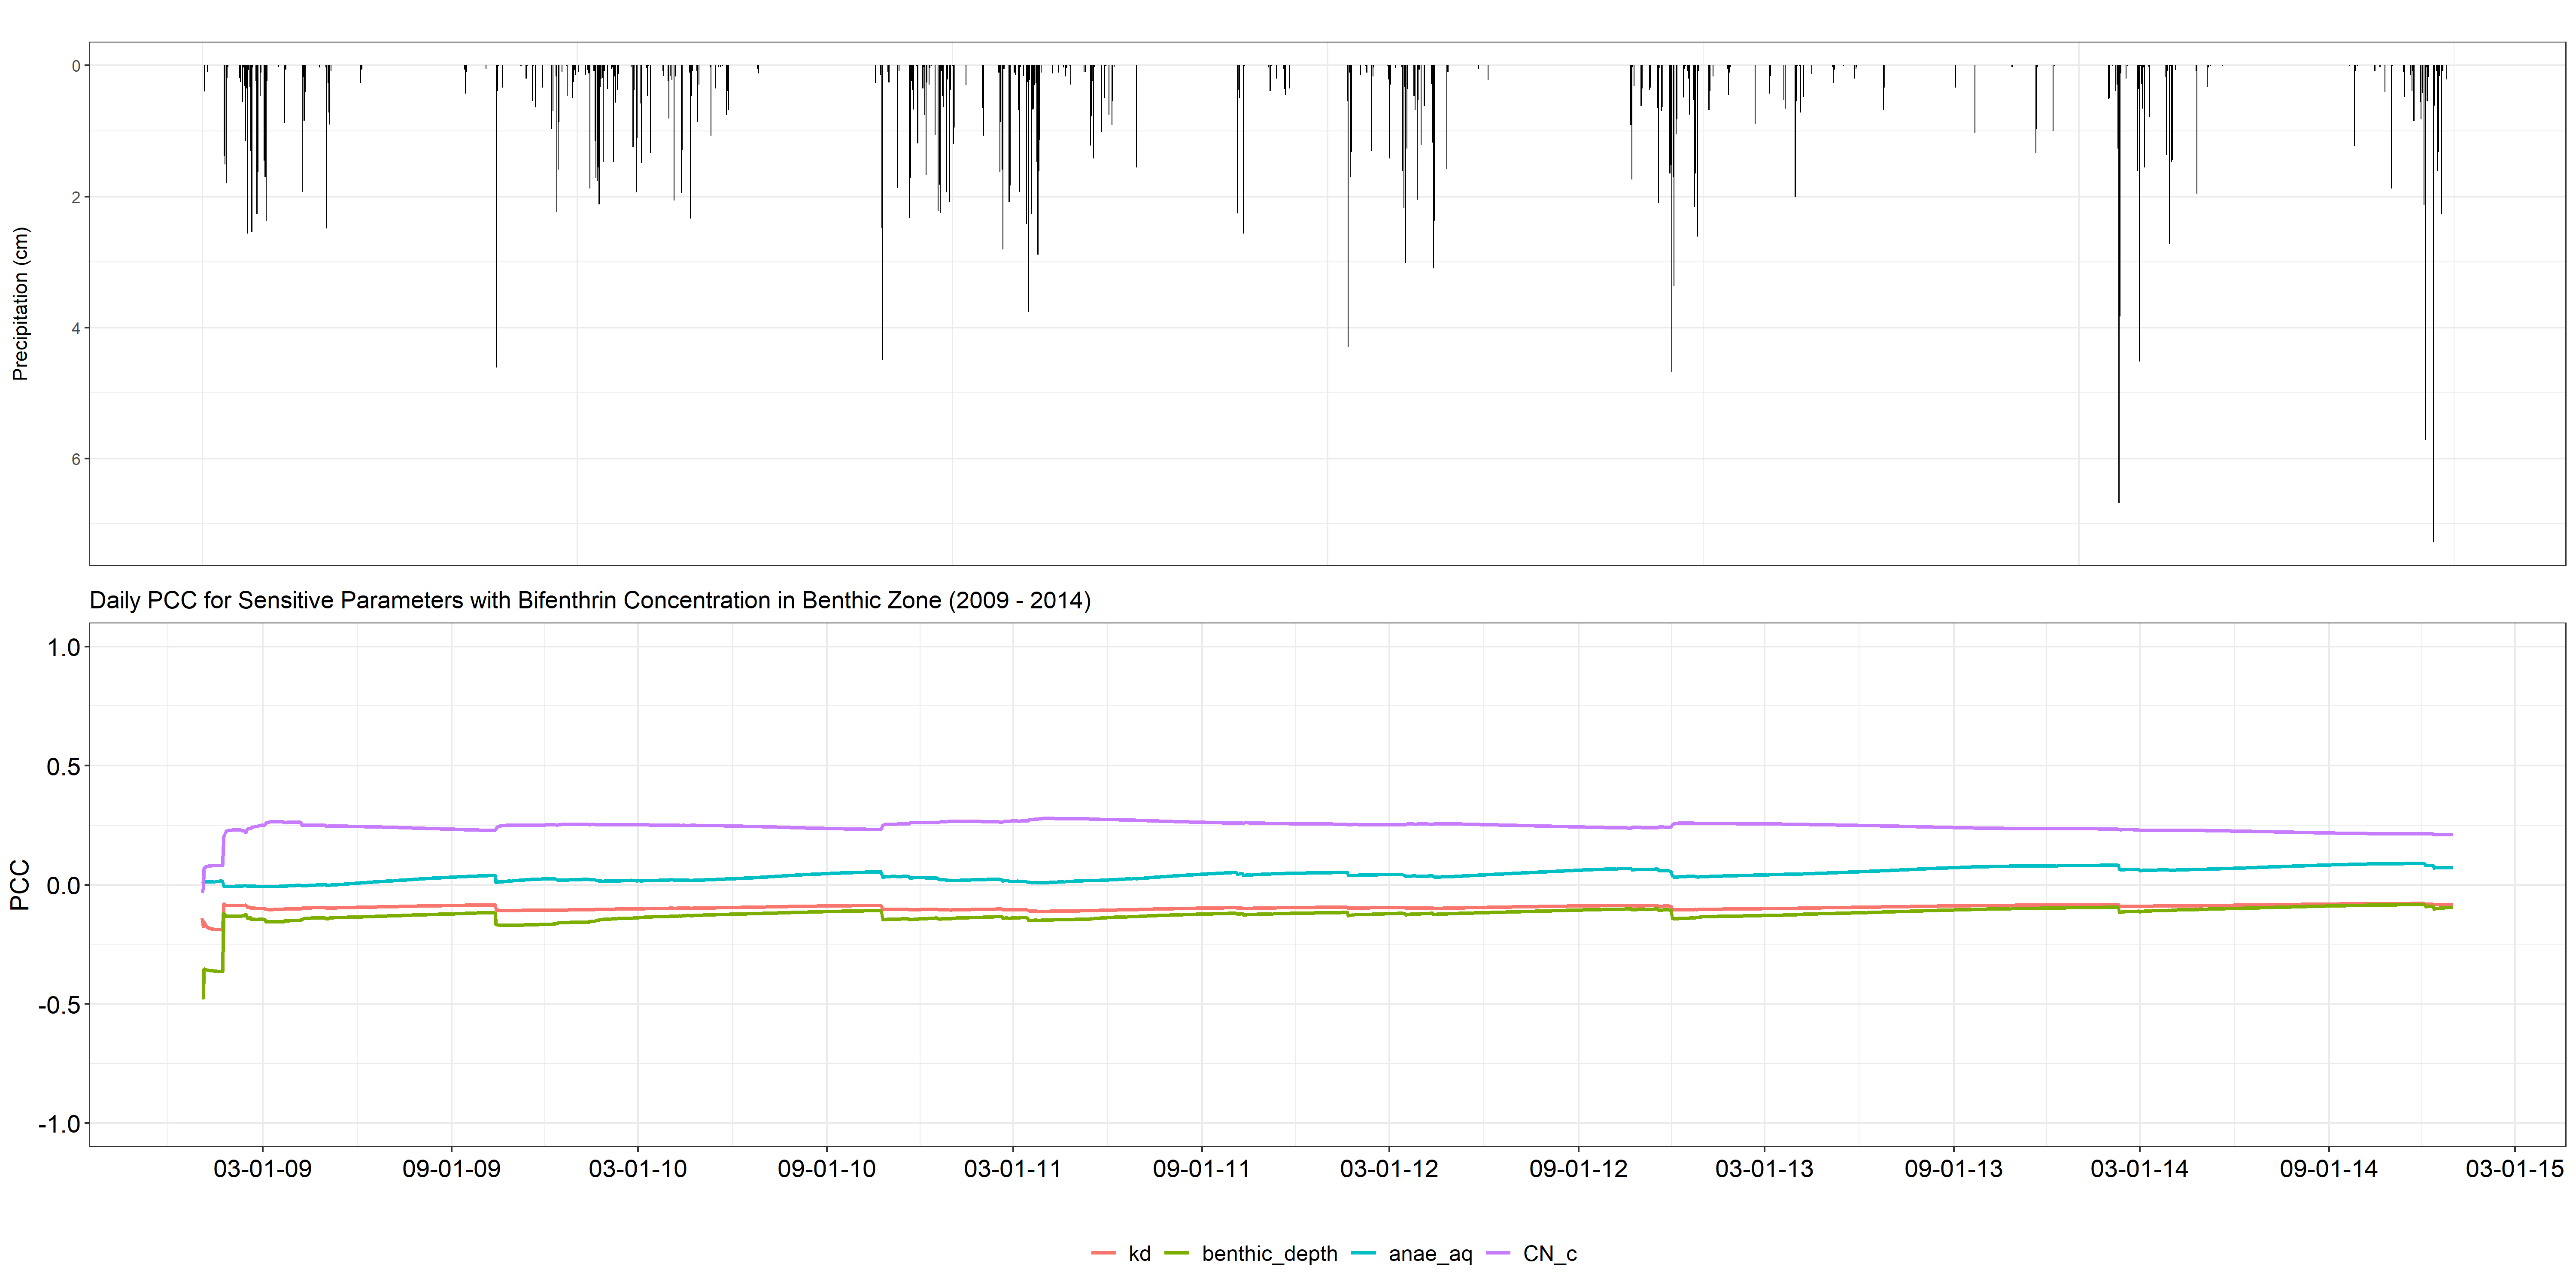 Precipitation (cm)
0
2
4
6
Daily PCC for Sensitive Parameters with Bifenthrin Concentration in Benthic Zone (2009 - 2014)
PCC
1.0
0.5
0.0
-0.5
-1.0
03-01-09 09-01-09 03-01-10 09-01-10 03-01-11 09-01-11 03-01-12 09-01-12 03-01-13 09-01-13 03-01-14 09-01-14 03-01-15
kd benthic_depth anae_aq CN_c